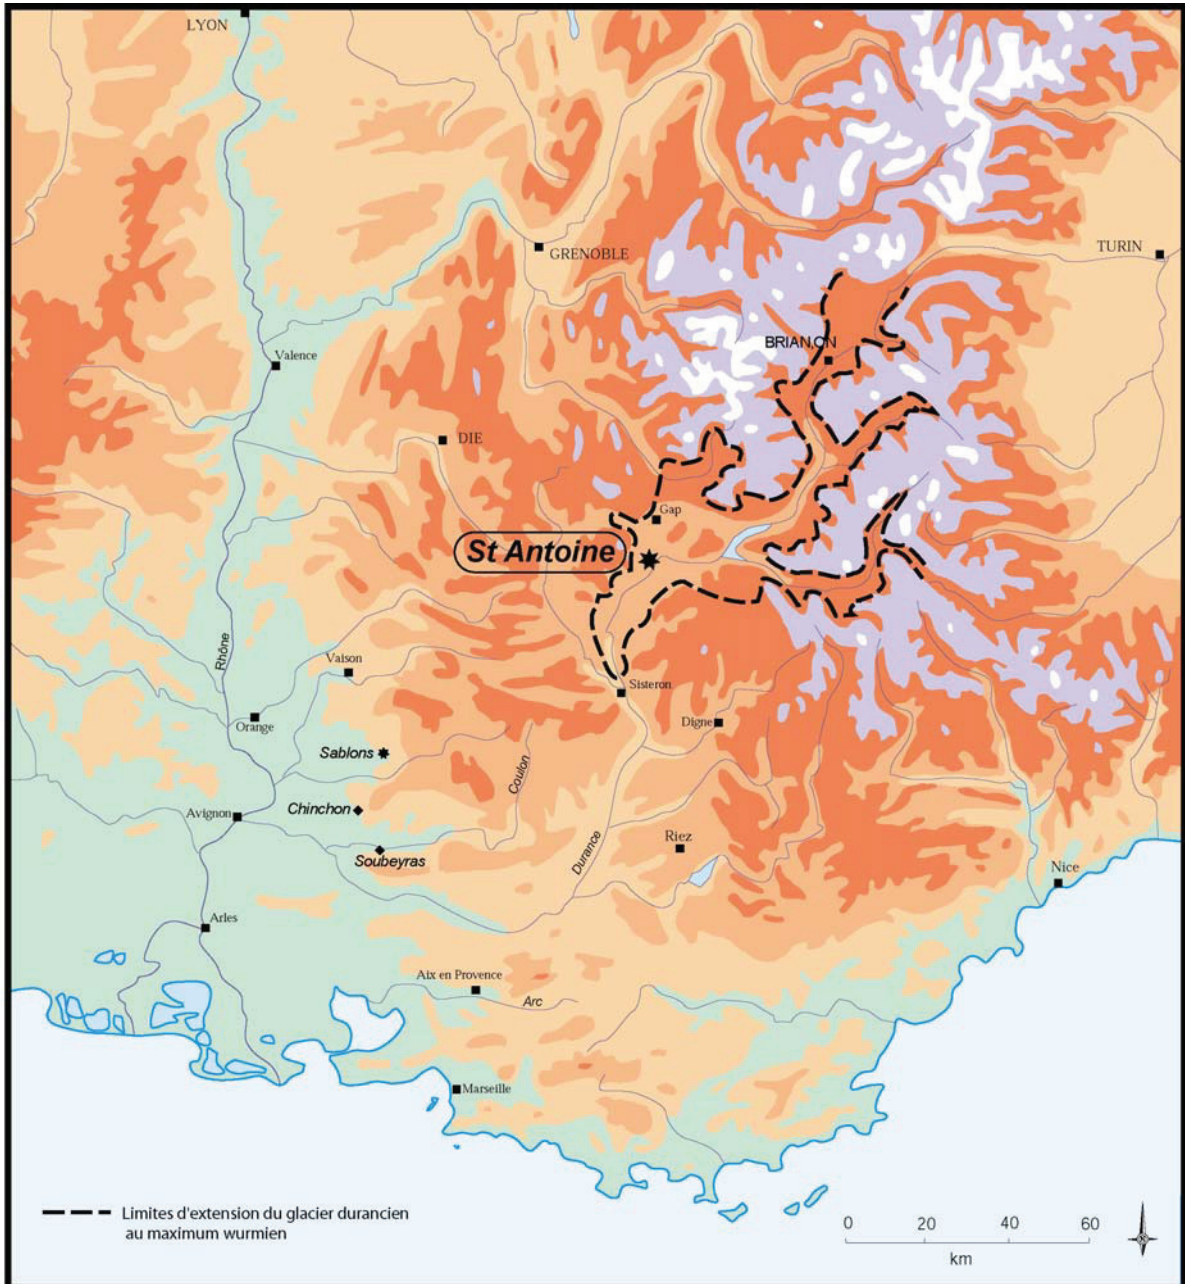 LYON
GRENOBLE
TURIN
BRIAN,ON
Valence
DIE
Gap
St Antoine
Rhône
Vaison
Sisteron
Orange
Digne
Sablons
Coulon
Chinchon
Avignon
Durance
Riez
Soubeyras
Nice
Arles
Aix en Provence
Arc
Marseille
Limites d'extension du glacier durancien
au maximum wurmien
0 20 40 60
km